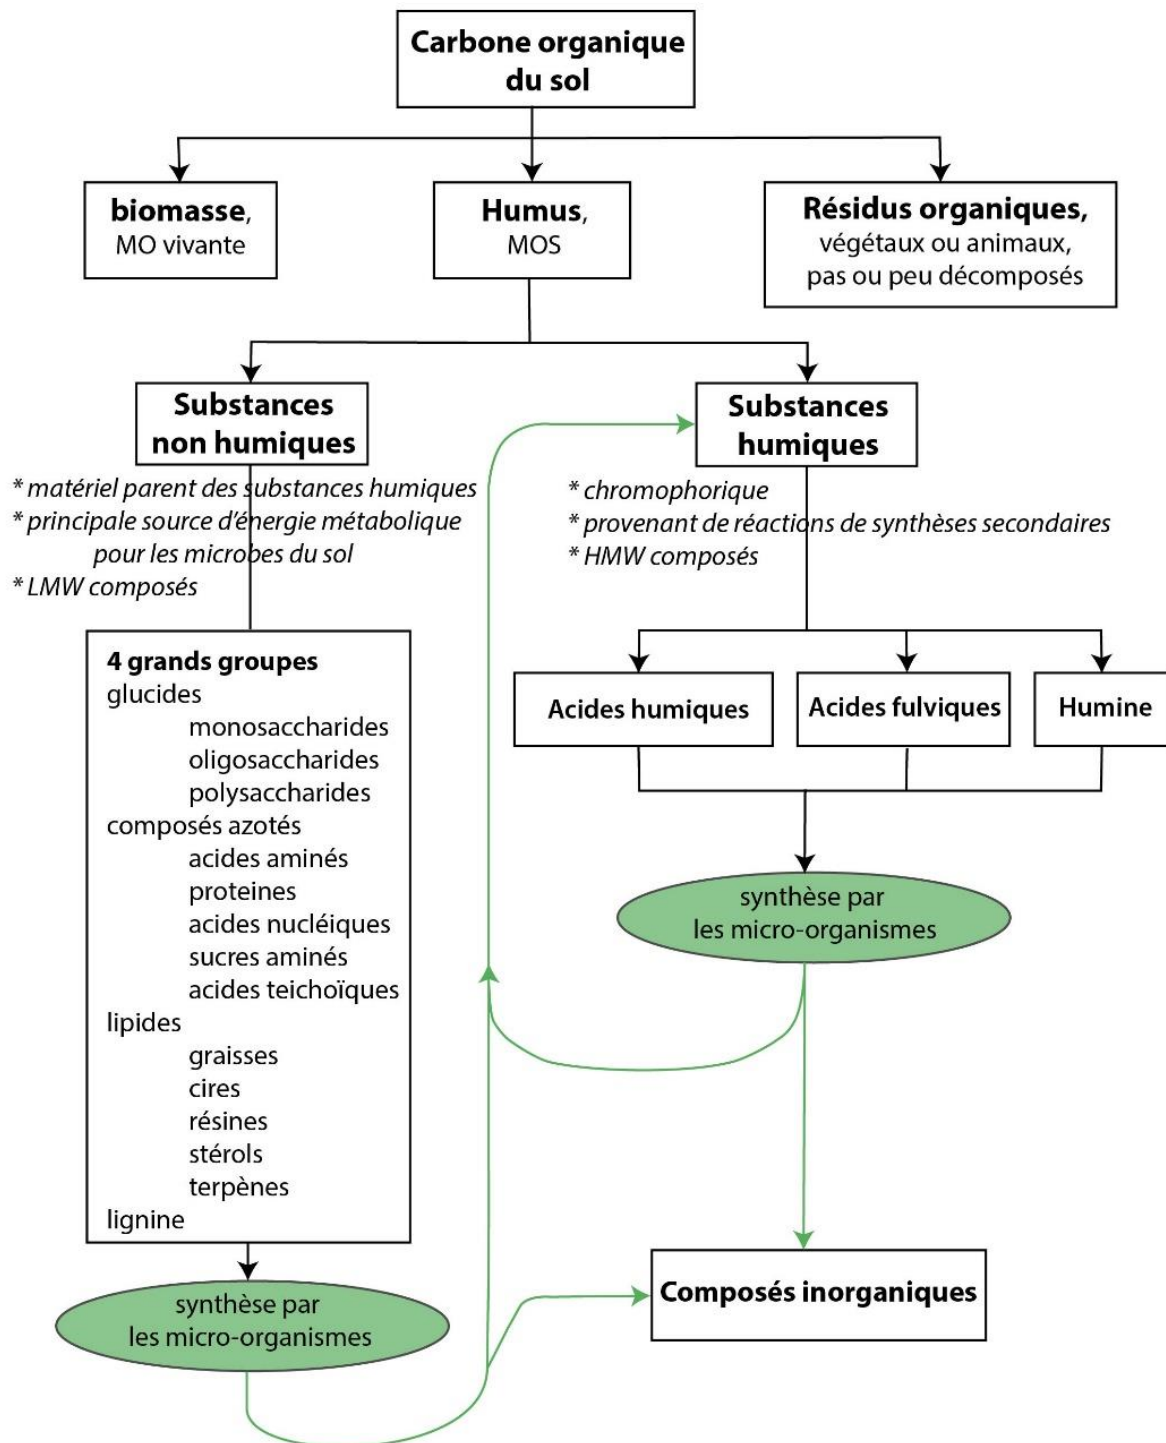 Carbone organique
du sol
biomasse,
MO vivante
Humus,
MOS
Résidus organiques,
végétaux ou animaux,
pas ou peu décomposés
Substances
non humiques
* matériel parent des substances humiques
* principale source d'énergie métabolique
pour les microbes du sol
* LMW composés
Substances
humiques
* chromophorique
* provenant de réactions de synthèses secondaires
* HMW composés
4 grands groupes
glucides
monosaccharides
oligosaccharides
polysaccharides
composés azotés
acides aminés
proteines
acides nucléiques
sucres aminés
acides teichoïques
lipides
graisses
cires
résines
stérols
terpènes
lignine
synthèse par
les micro-organismes
Acides humiques
Acides fulviques
Humine
synthèse par
les micro-organismes
Composés inorganiques